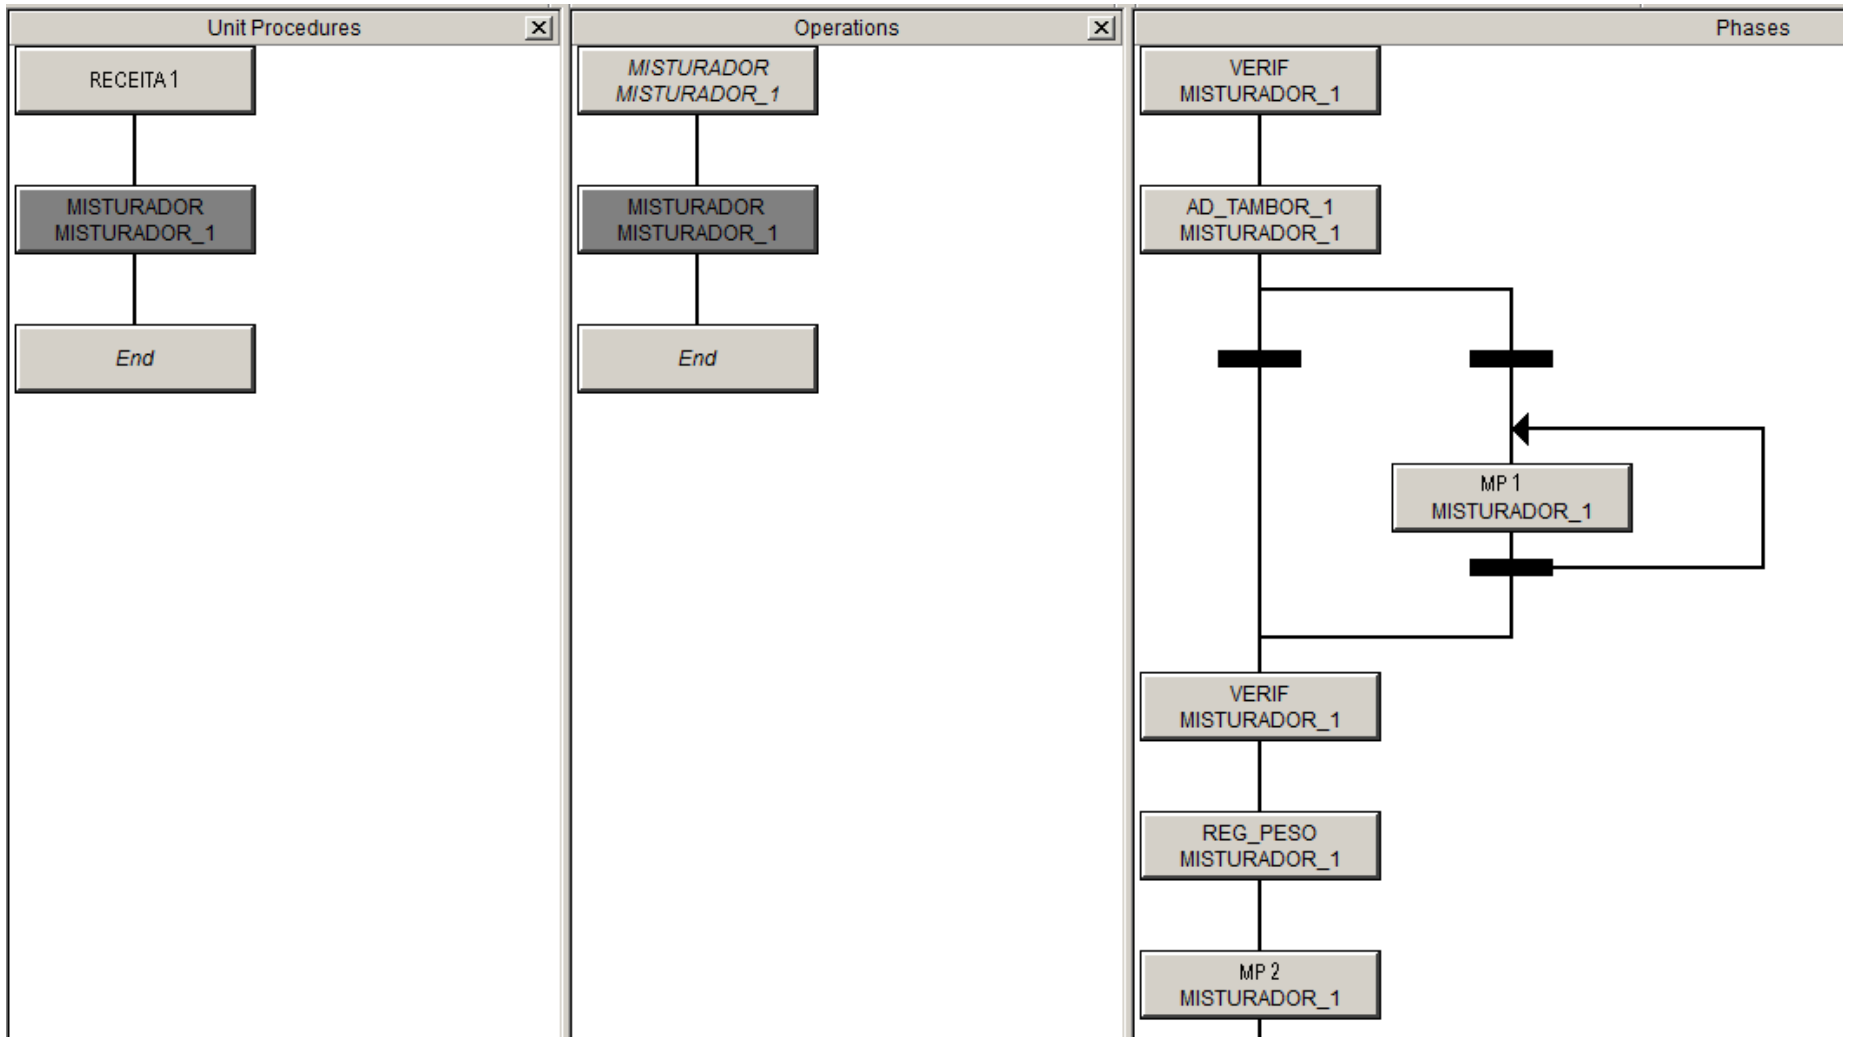 Unit Procedures
RECEITA 1
MISTURADOR
MISTURADOR_1
End
Operations
MISTURADOR
MISTURADOR_1
MISTURADOR
MISTURADOR_1
End
Phases
VERIF
MISTURADOR_1
AD_TAMBOR_1
MISTURADOR_1
MP 1
MISTURADOR_1
VERIF
MISTURADOR_1
REG_PESO
MISTURADOR_1
MP 2
MISTURADOR_1